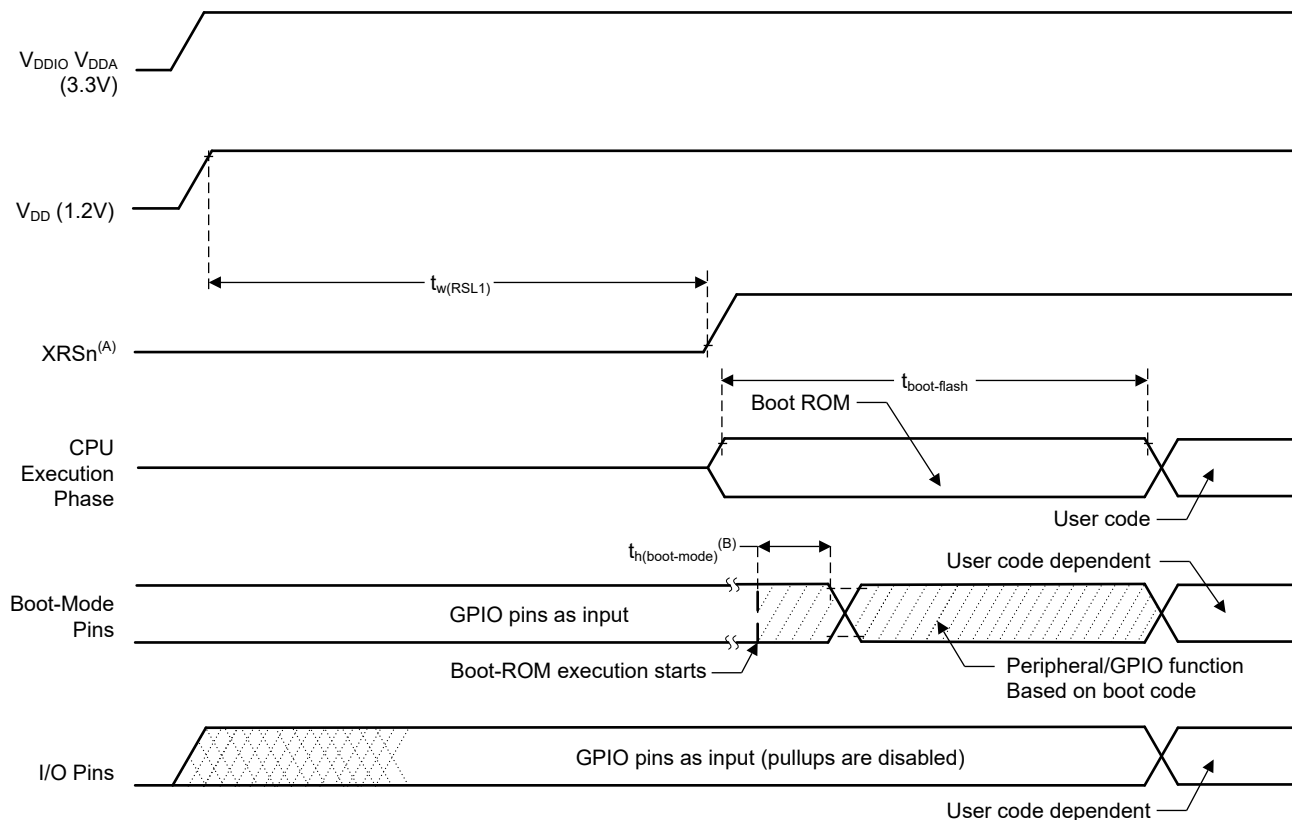 VDDIO VDDA
(3.3V)
VDD (1.2V)
tw(RSL1)
XRSn(A)
tboot-flash
Boot ROM
CPU
Execution
Phase
User code
th(boot-mode)(B)
User code dependent
Boot-Mode
Pins
GPIO pins as input
Boot-ROM execution starts
Peripheral/GPIO function
Based on boot code
I/O Pins
GPIO pins as input (pullups are disabled)
User code dependent